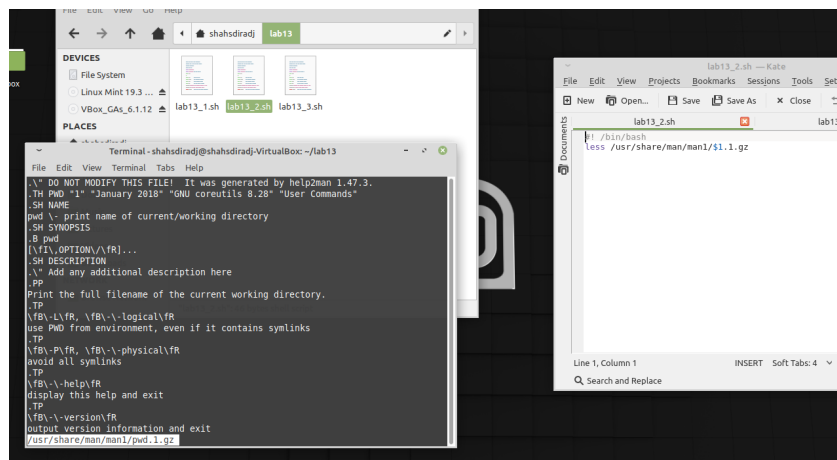 File Edit View Go Help
shahsdiradj lab13
DEVICES
File System
Linux Mint 19.3 ...
VBox_GAs_6.1.12
PLACES
lab13_1.sh lab13_2.sh lab13_3.sh
box
Terminal - shahsdiradj@shahsdiradj-VirtualBox: ~/lab13
File Edit View Terminal Tabs Help
.\" DO NOT MODIFY THIS FILE!  It was generated by help2man 1.47.3.
.TH PWD "1" "January 2018" "GNU coreutils 8.28" "User Commands"
.SH NAME
pwd \- print name of current/working directory
.SH SYNOPSIS
.B pwd
[\fI\,OPTION\/\fR]...
.SH DESCRIPTION
.\" Add any additional description here
.PP
Print the full filename of the current working directory.
.TP
\fB\-L\fR, \fB\-\-logical\fR
use PWD from environment, even if it contains symlinks
.TP
\fB\-P\fR, \fB\-\-physical\fR
avoid all symlinks
.TP
\fB\-\-help\fR
display this help and exit
.TP
\fB\-\-version\fR
output version information and exit
/usr/share/man/man1/pwd.1.gz
lab13_2.sh — Kate
File Edit View Projects Bookmarks Sessions Tools Set
New Open... Save Save As Close
Documents
lab13_2.sh lab13
#! /bin/bash
less /usr/share/man/man1/$1.1.gz
Line 1, Column 1 INSERT Soft Tabs: 4
Search and Replace